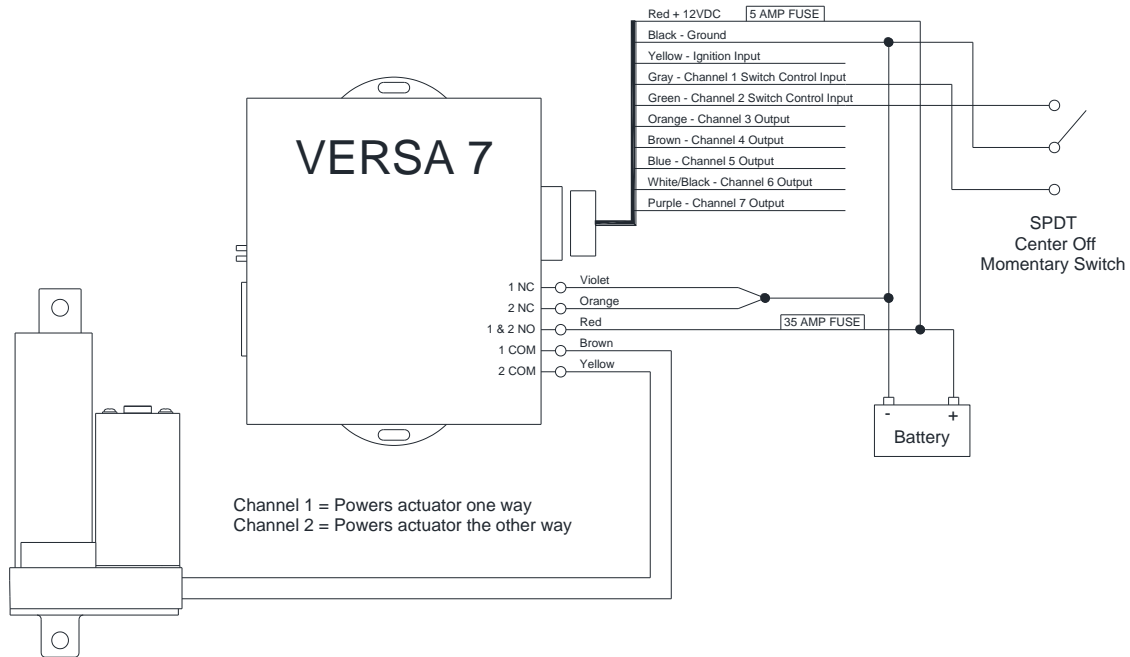 Red + 12VDC
5 AMP FUSE
Black - Ground
Yellow - Ignition Input
Gray - Channel 1 Switch Control Input
Green - Channel 2 Switch Control Input
Orange - Channel 3 Output
Brown - Channel 4 Output
Blue - Channel 5 Output
White/Black - Channel 6 Output
Purple - Channel 7 Output
VERSA 7
SPDT
Center Off
Momentary Switch
1 NC
Violet
2 NC
Orange
1 & 2 NO
Red
35 AMP FUSE
1 COM
Brown
2 COM
Yellow
- +
Battery
Channel 1 = Powers actuator one way
Channel 2 = Powers actuator the other way